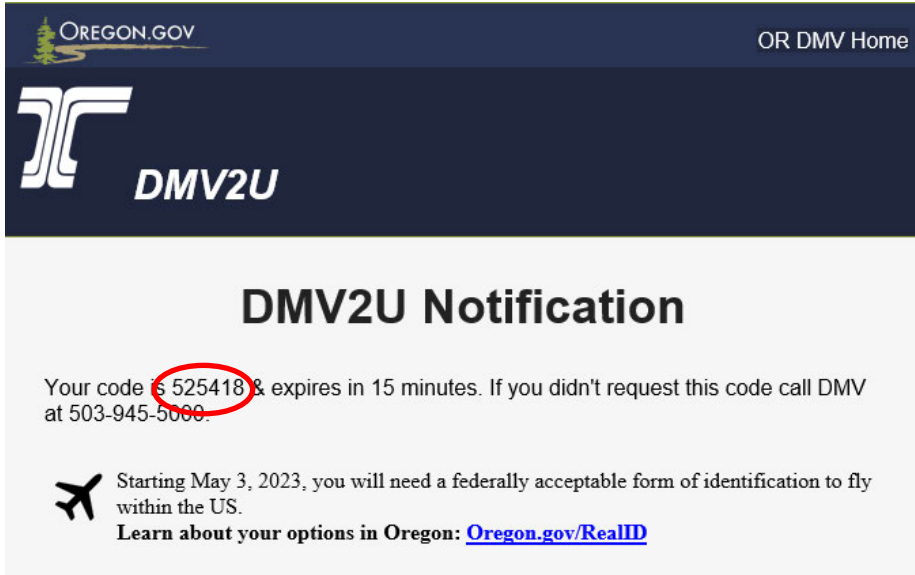 OREGON.GOV
OR DMV Home
DMV2U
DMV2U Notification
Your code is 525418 & expires in 15 minutes. If you didn't request this code call DMV
at 503-945-5000.
Starting May 3, 2023, you will need a federally acceptable form of identification to fly
within the US.
Learn about your options in Oregon: Oregon.gov/RealID